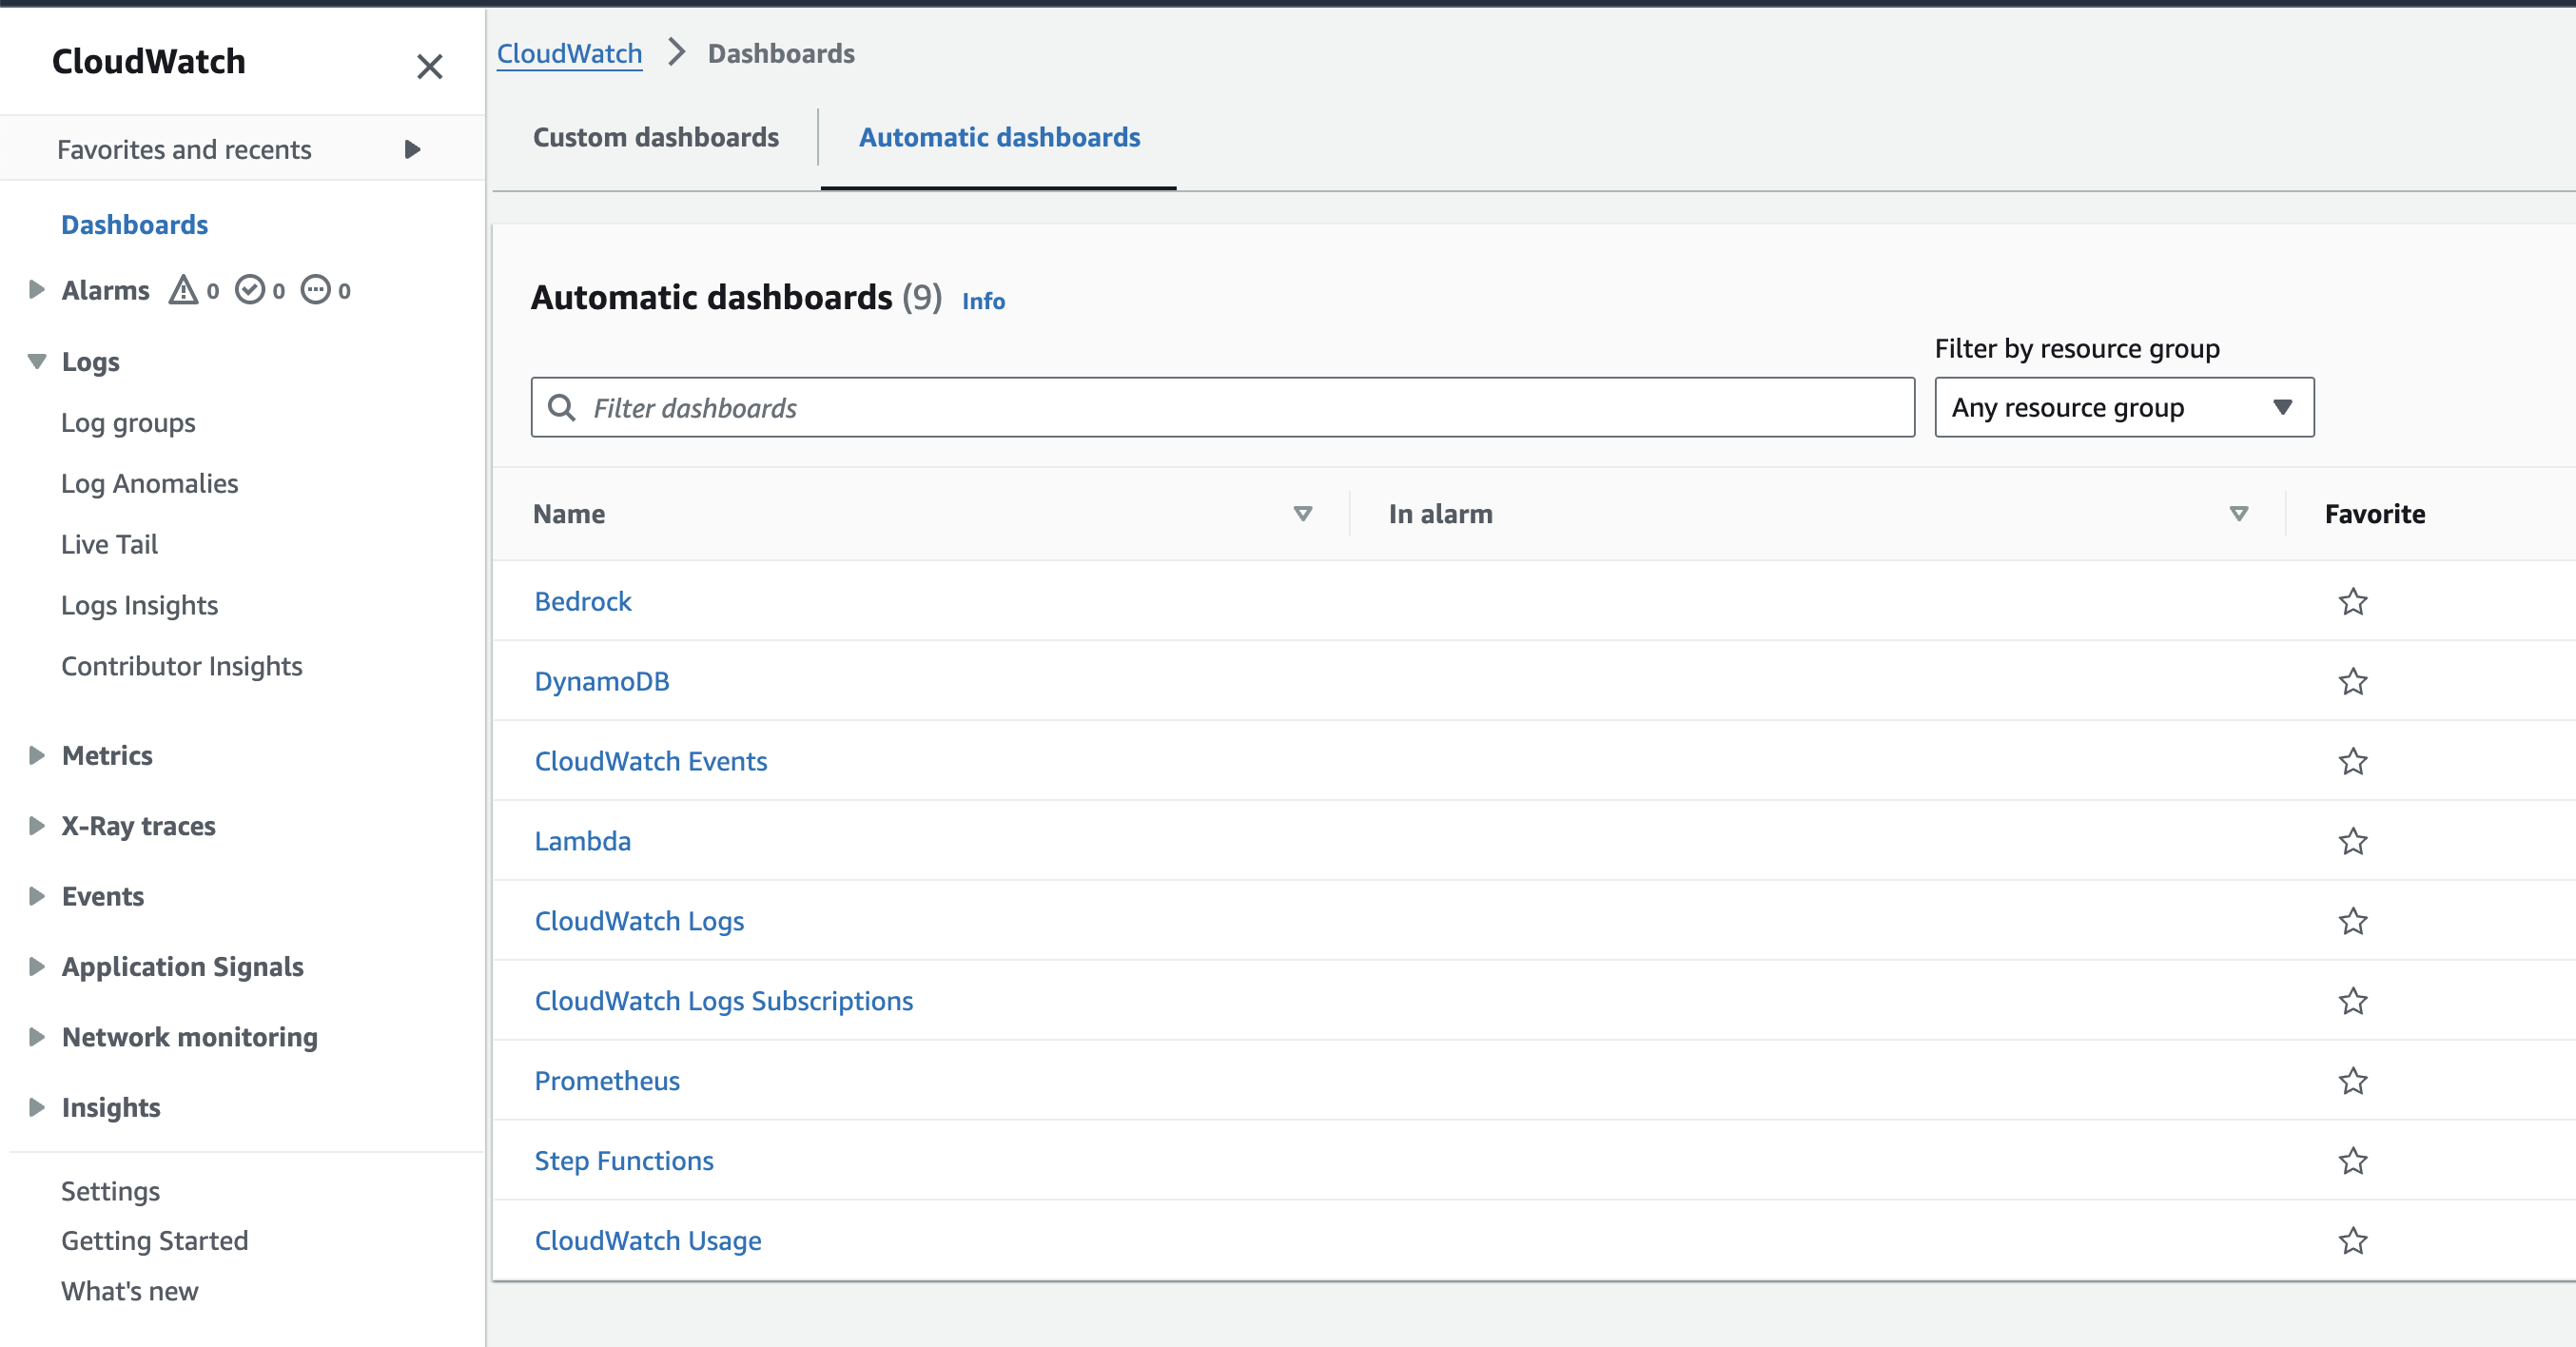 CloudWatch
Favorites and recents
Dashboards
Alarms 0 0 0
Logs
Log groups
Log Anomalies
Live Tail
Logs Insights
Contributor Insights
Metrics
X-Ray traces
Events
Application Signals
Network monitoring
Insights
Settings
Getting Started
What's new
CloudWatch Dashboards
Custom dashboards Automatic dashboards
Automatic dashboards (9) Info
Filter by resource group
Filter dashboards Any resource group
Name In alarm Favorite
Bedrock
DynamoDB
CloudWatch Events
Lambda
CloudWatch Logs
CloudWatch Logs Subscriptions
Prometheus
Step Functions
CloudWatch Usage